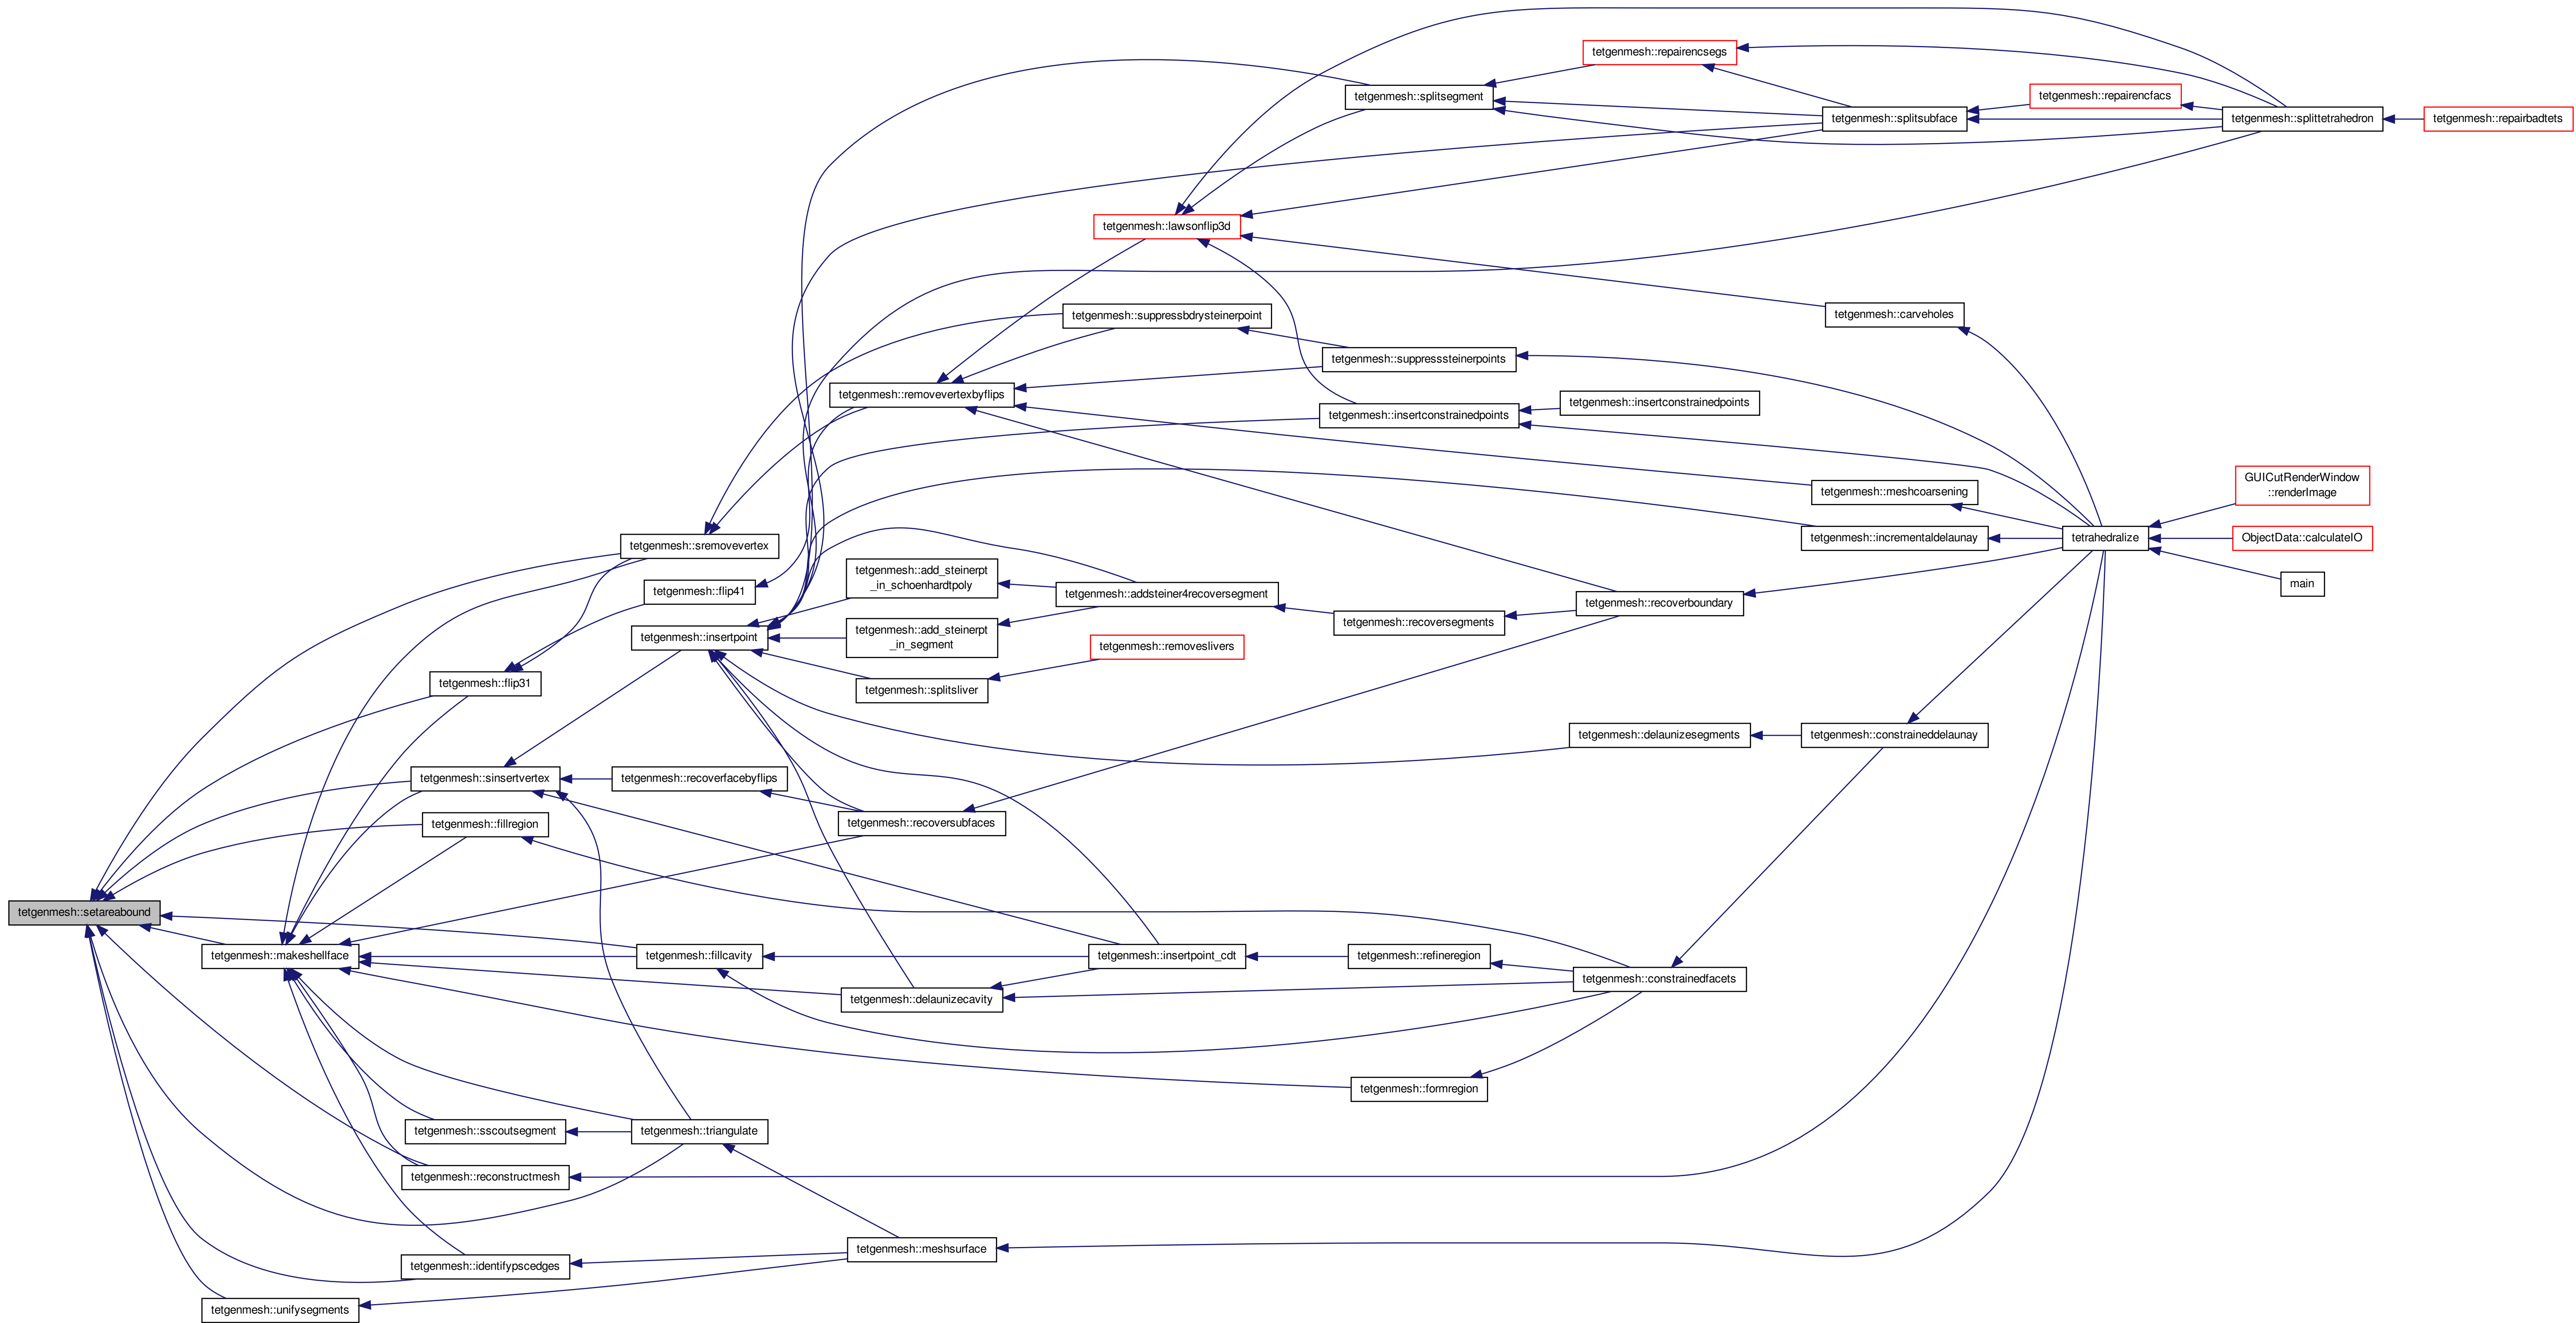 tetgenmesh::repairencsegs
tetgenmesh::splitsegment
tetgenmesh::repairencfacs
tetgenmesh::splitsubface
tetgenmesh::splittetrahedron
tetgenmesh::repairbadtets
tetgenmesh::lawsonflip3d
tetgenmesh::suppressbdrysteinerpoint
tetgenmesh::carveholes
tetgenmesh::suppresssteinerpoints
tetgenmesh::removevertexbyflips
tetgenmesh::insertconstrainedpoints
tetgenmesh::insertconstrainedpoints
tetgenmesh::meshcoarsening
GUICutRenderWindow
::renderImage
tetgenmesh::sremovevertex
tetgenmesh::incrementaldelaunay
tetrahedralize
ObjectData::calculateIO
tetgenmesh::flip41
tetgenmesh::add_steinerpt
_in_schoenhardtpoly
tetgenmesh::addsteiner4recoversegment
tetgenmesh::recoverboundary
main
tetgenmesh::insertpoint
tetgenmesh::add_steinerpt
_in_segment
tetgenmesh::recoversegments
tetgenmesh::removeslivers
tetgenmesh::flip31
tetgenmesh::splitsliver
tetgenmesh::delaunizesegments
tetgenmesh::constraineddelaunay
tetgenmesh::sinsertvertex
tetgenmesh::recoverfacebyflips
tetgenmesh::fillregion
tetgenmesh::recoversubfaces
tetgenmesh::setareabound
tetgenmesh::makeshellface
tetgenmesh::fillcavity
tetgenmesh::insertpoint_cdt
tetgenmesh::refineregion
tetgenmesh::delaunizecavity
tetgenmesh::constrainedfacets
tetgenmesh::formregion
tetgenmesh::sscoutsegment
tetgenmesh::triangulate
tetgenmesh::reconstructmesh
tetgenmesh::meshsurface
tetgenmesh::identifypscedges
tetgenmesh::unifysegments